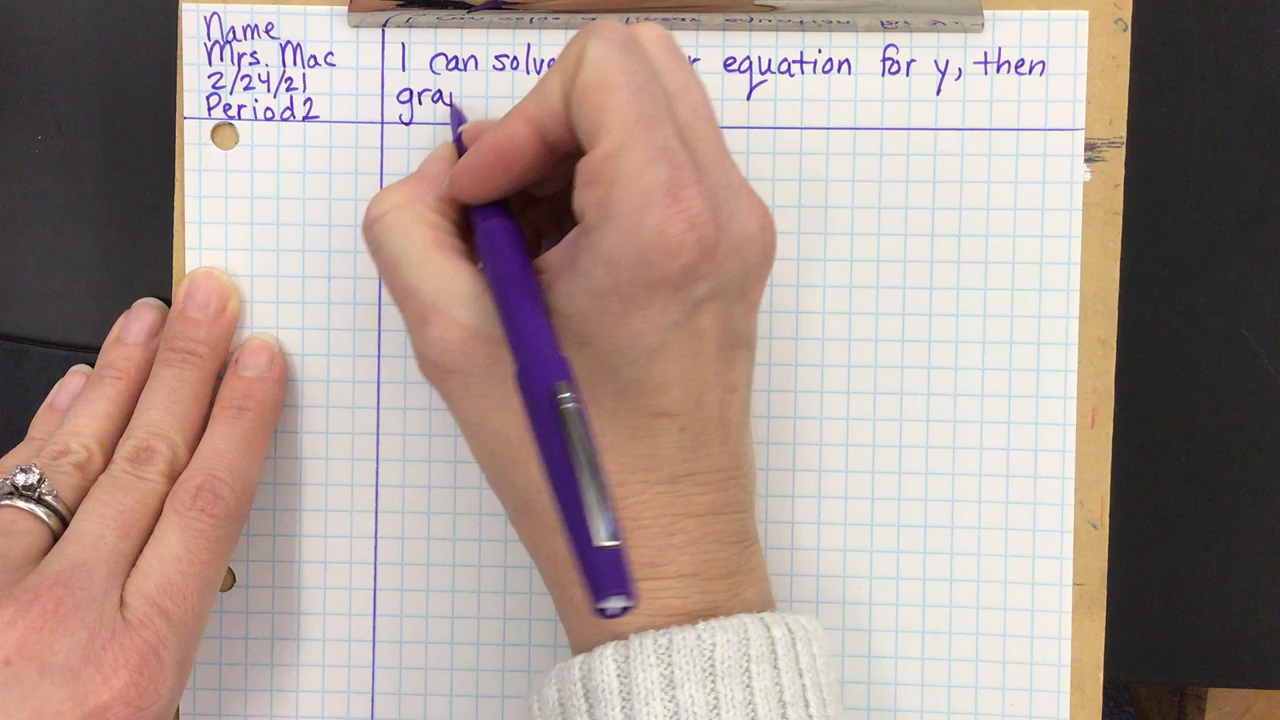 Name
Mrs. Mac
2/24/21
Period 2
I can solve equation for y, then
gra